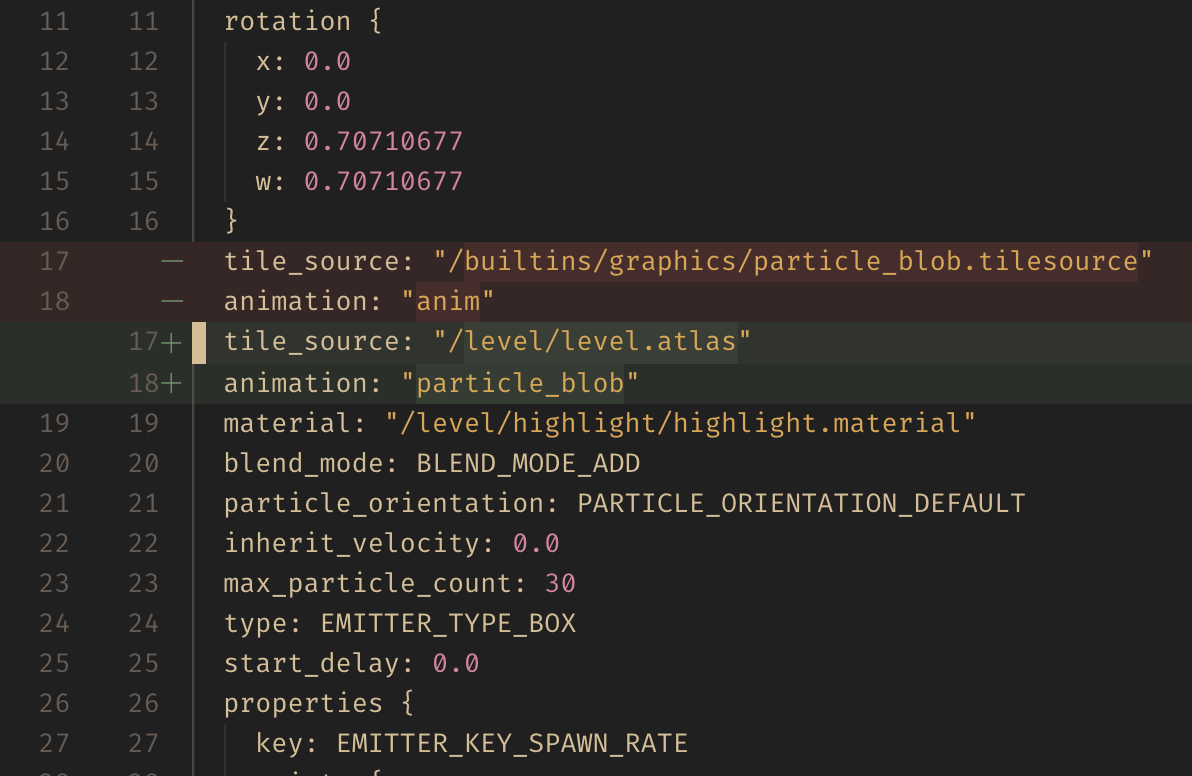 11 11 rotation {
12 12 x: 0.0
13 13 y: 0.0
14 14 z: 0.70710677
15 15 w: 0.70710677
16 16 }
17 — tile_source: "/builtins/graphics/particle_blob.tilesource"
18 — animation: "anim"
17+ tile_source: "/level/level.atlas"
18+ animation: "particle_blob"
19 19 material: "/level/highlight/highlight.material"
20 20 blend_mode: BLEND_MODE_ADD
21 21 particle_orientation: PARTICLE_ORIENTATION_DEFAULT
22 22 inherit_velocity: 0.0
23 23 max_particle_count: 30
24 24 type: EMITTER_TYPE_BOX
25 25 start_delay: 0.0
26 26 properties {
27 27 key: EMITTER_KEY_SPAWN_RATE